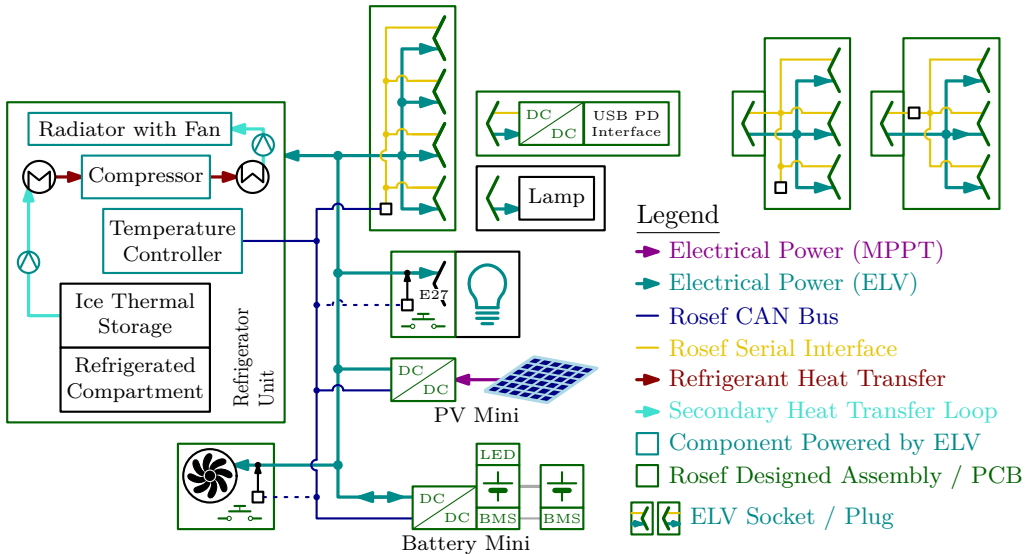 Radiator with Fan
Compressor
Temperature
Controller
Ice Thermal
Storage
Refrigerated
Compartment
Refrigerator
Unit
DC
DC
USB PD
Interface
Lamp
E27
DC
DC
PV Mini
LED
DC
DC
BMS
BMS
Battery Mini
Legend
Electrical Power (MPPT)
Electrical Power (ELV)
Rosef CAN Bus
Rosef Serial Interface
Refrigerant Heat Transfer
Secondary Heat Transfer Loop
Component Powered by ELV
Rosef Designed Assembly / PCB
ELV Socket / Plug